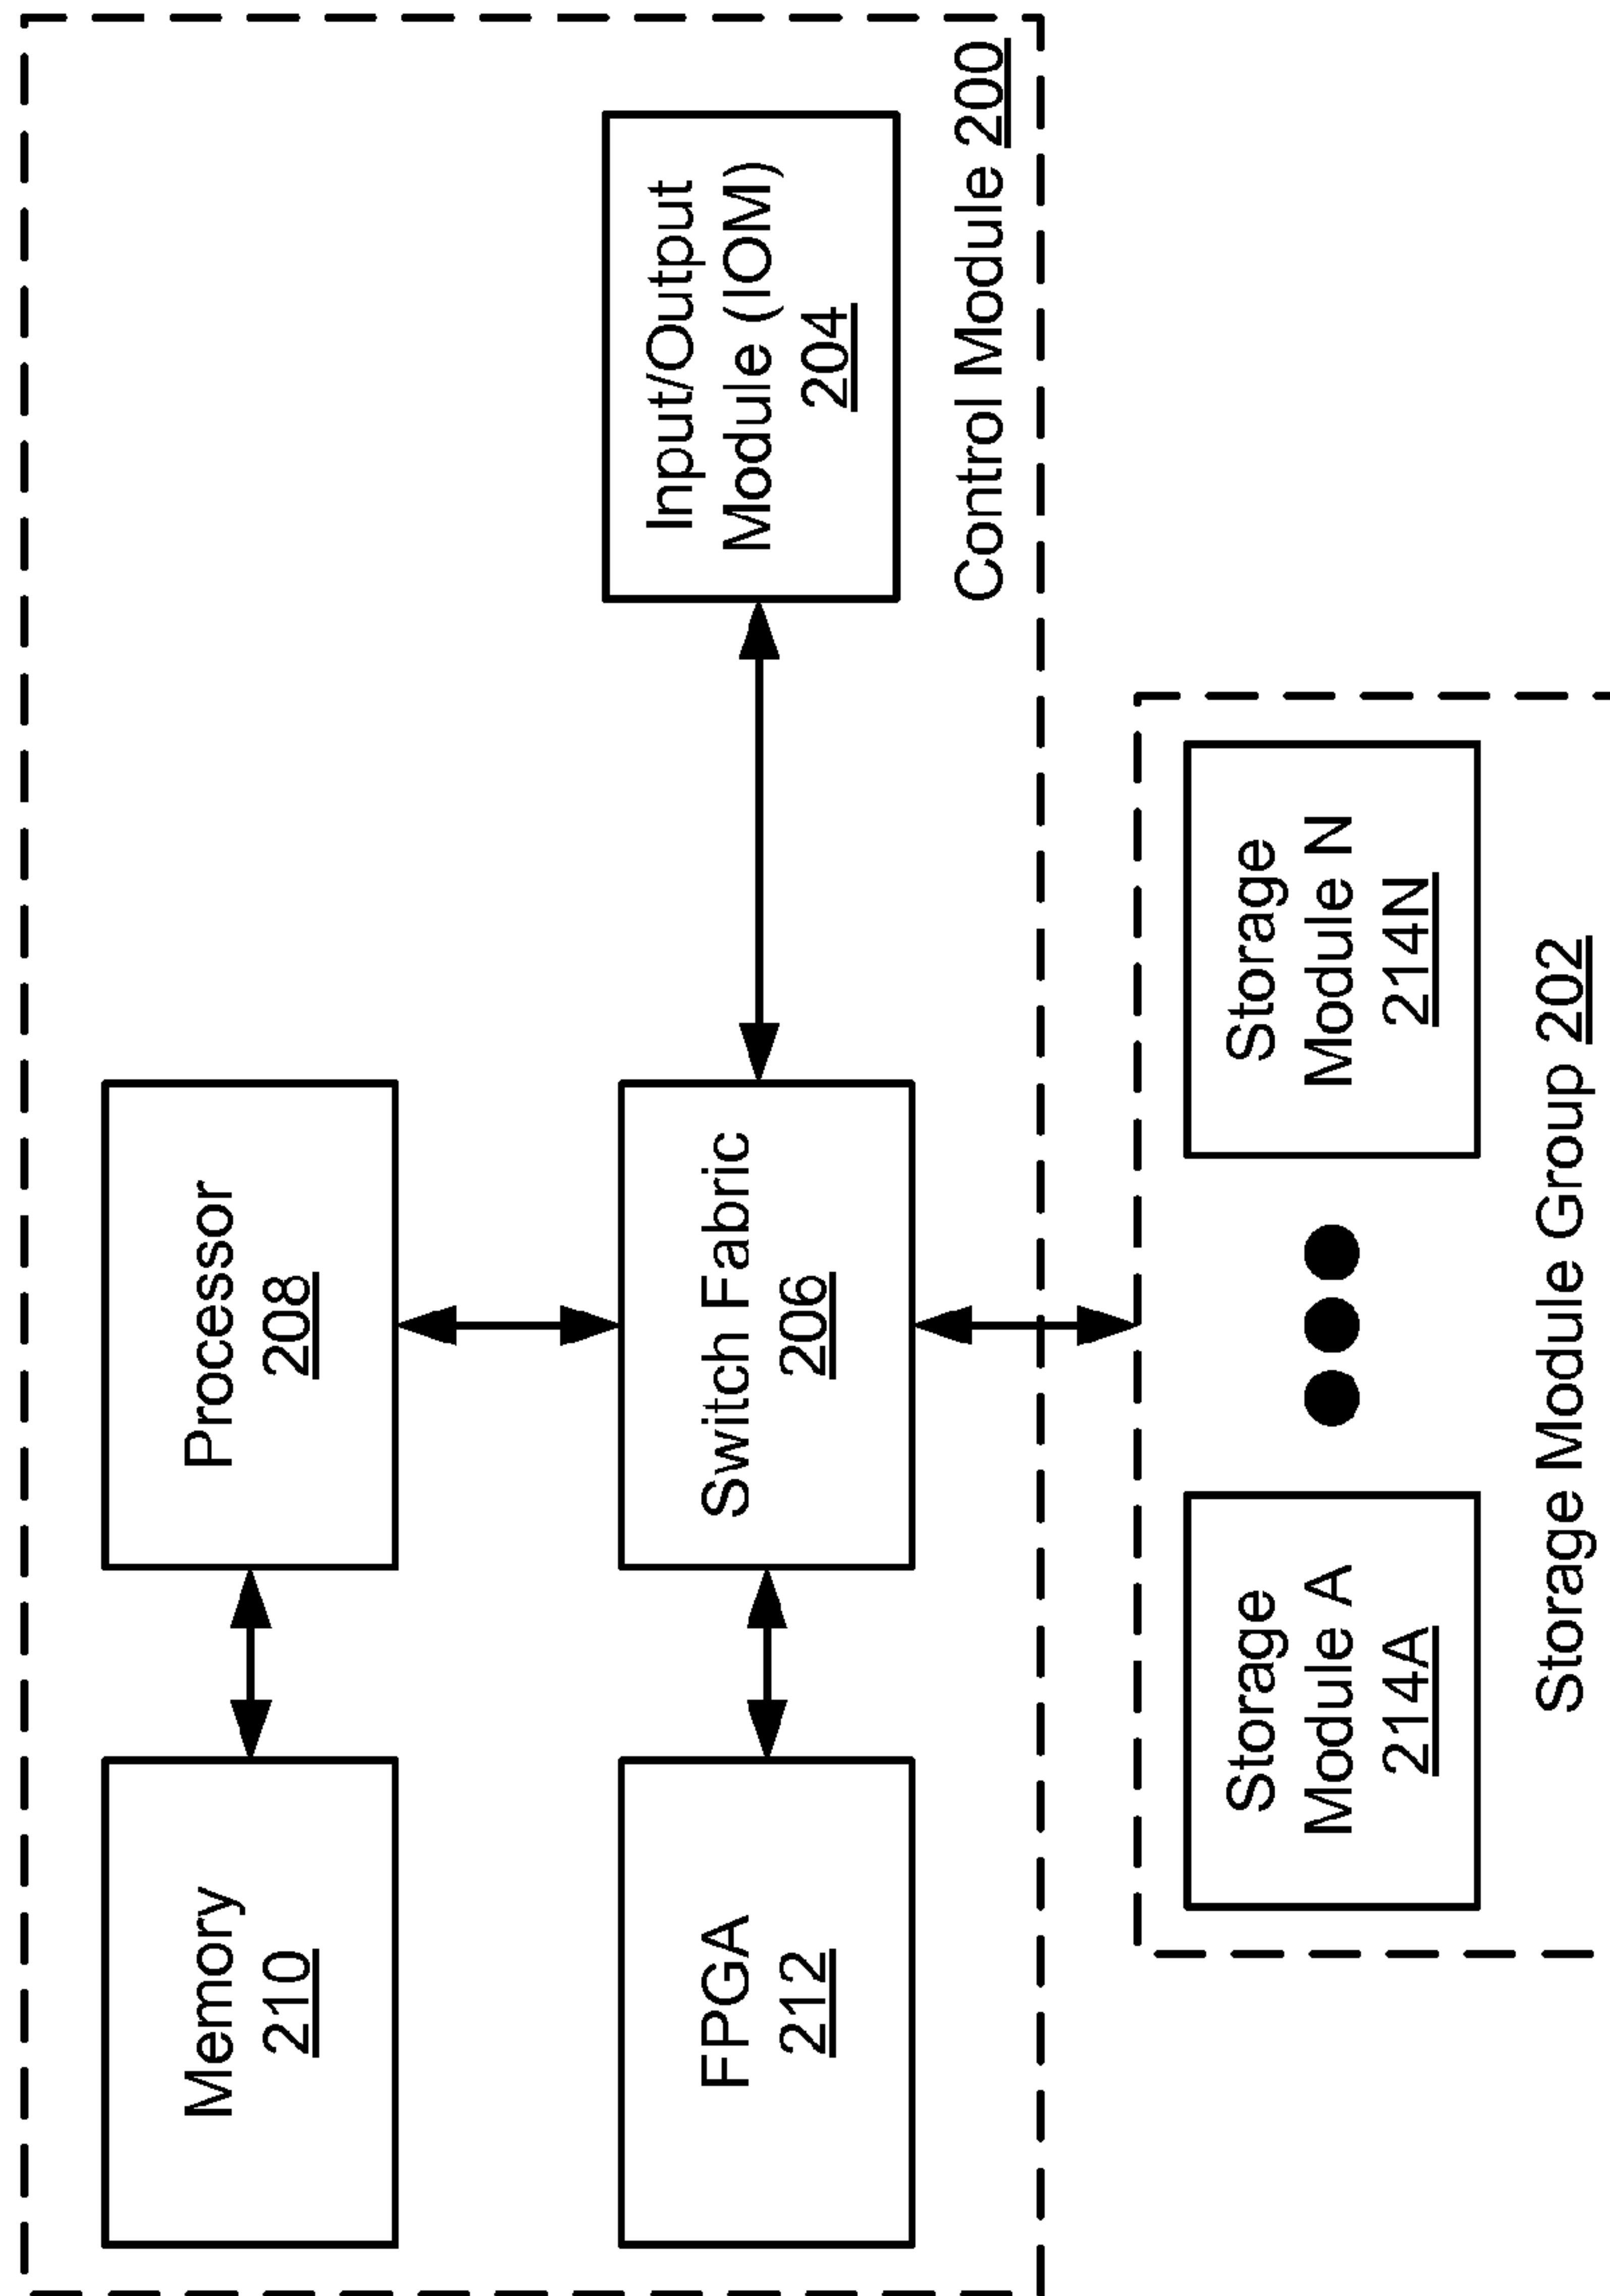 Memory
210
Processor
208
FPGA
212
Switch Fabric
206
Input/Output
Module (IOM)
204
Control Module 200
Storage
Module A
214A
Storage
Module N
214N
Storage Module Group 202